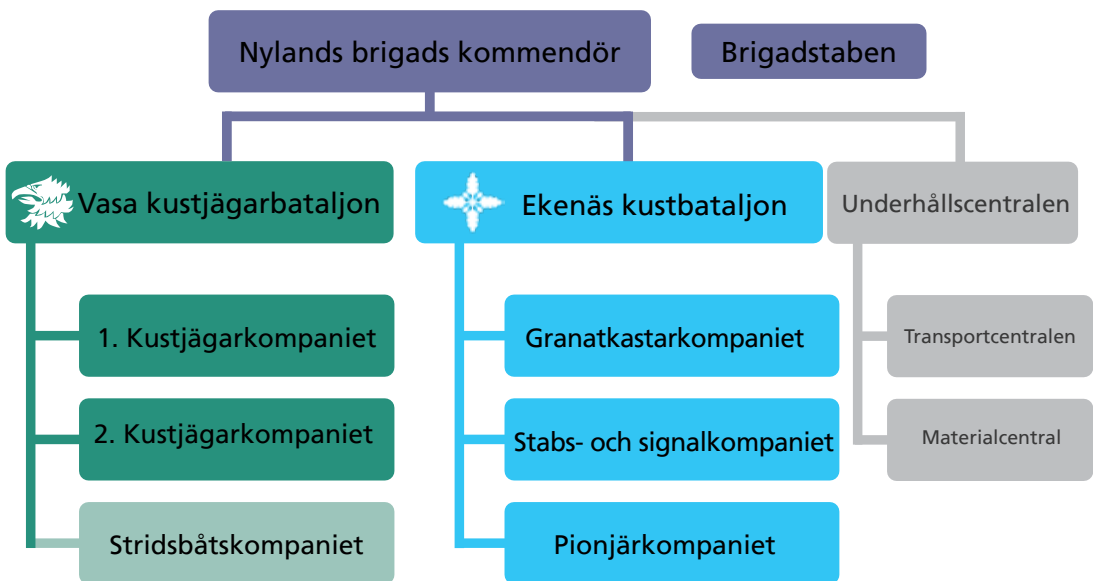 Nylands brigads kommendör
Brigadstaben
Vasa kustjägarbataljon
Ekenäs kustbataljon
Underhållscentralen
1. Kustjägarkompaniet
Granatkastarkompaniet
Transportcentralen
2. Kustjägarkompaniet
Stabs- och signalkompaniet
Materialcentral
Stridsbåtskompaniet
Pionjärkompaniet